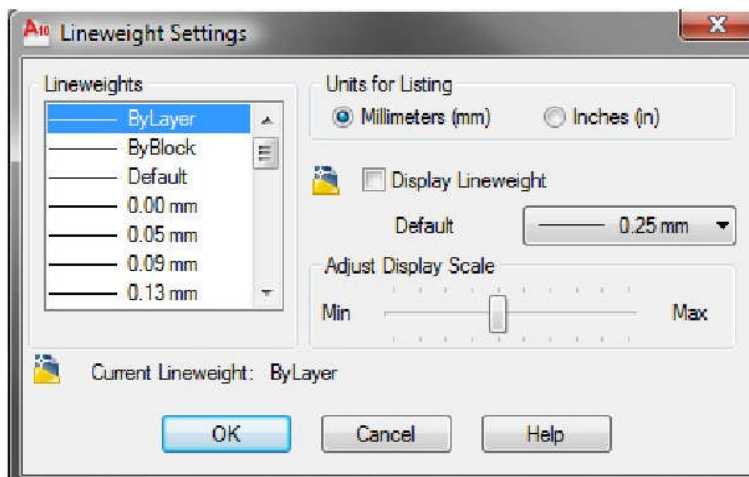 A10 Lineweight Settings
Lineweights
ByLayer
ByBlock
Default
0.00 mm
0.05 mm
0.09 mm
0.13 mm
Units for Listing
Millimeters (mm) Inches (in)
Display Lineweight
Default 0.25 mm
Adjust Display Scale
Min Max
Current Lineweight: ByLayer
OK Cancel Help